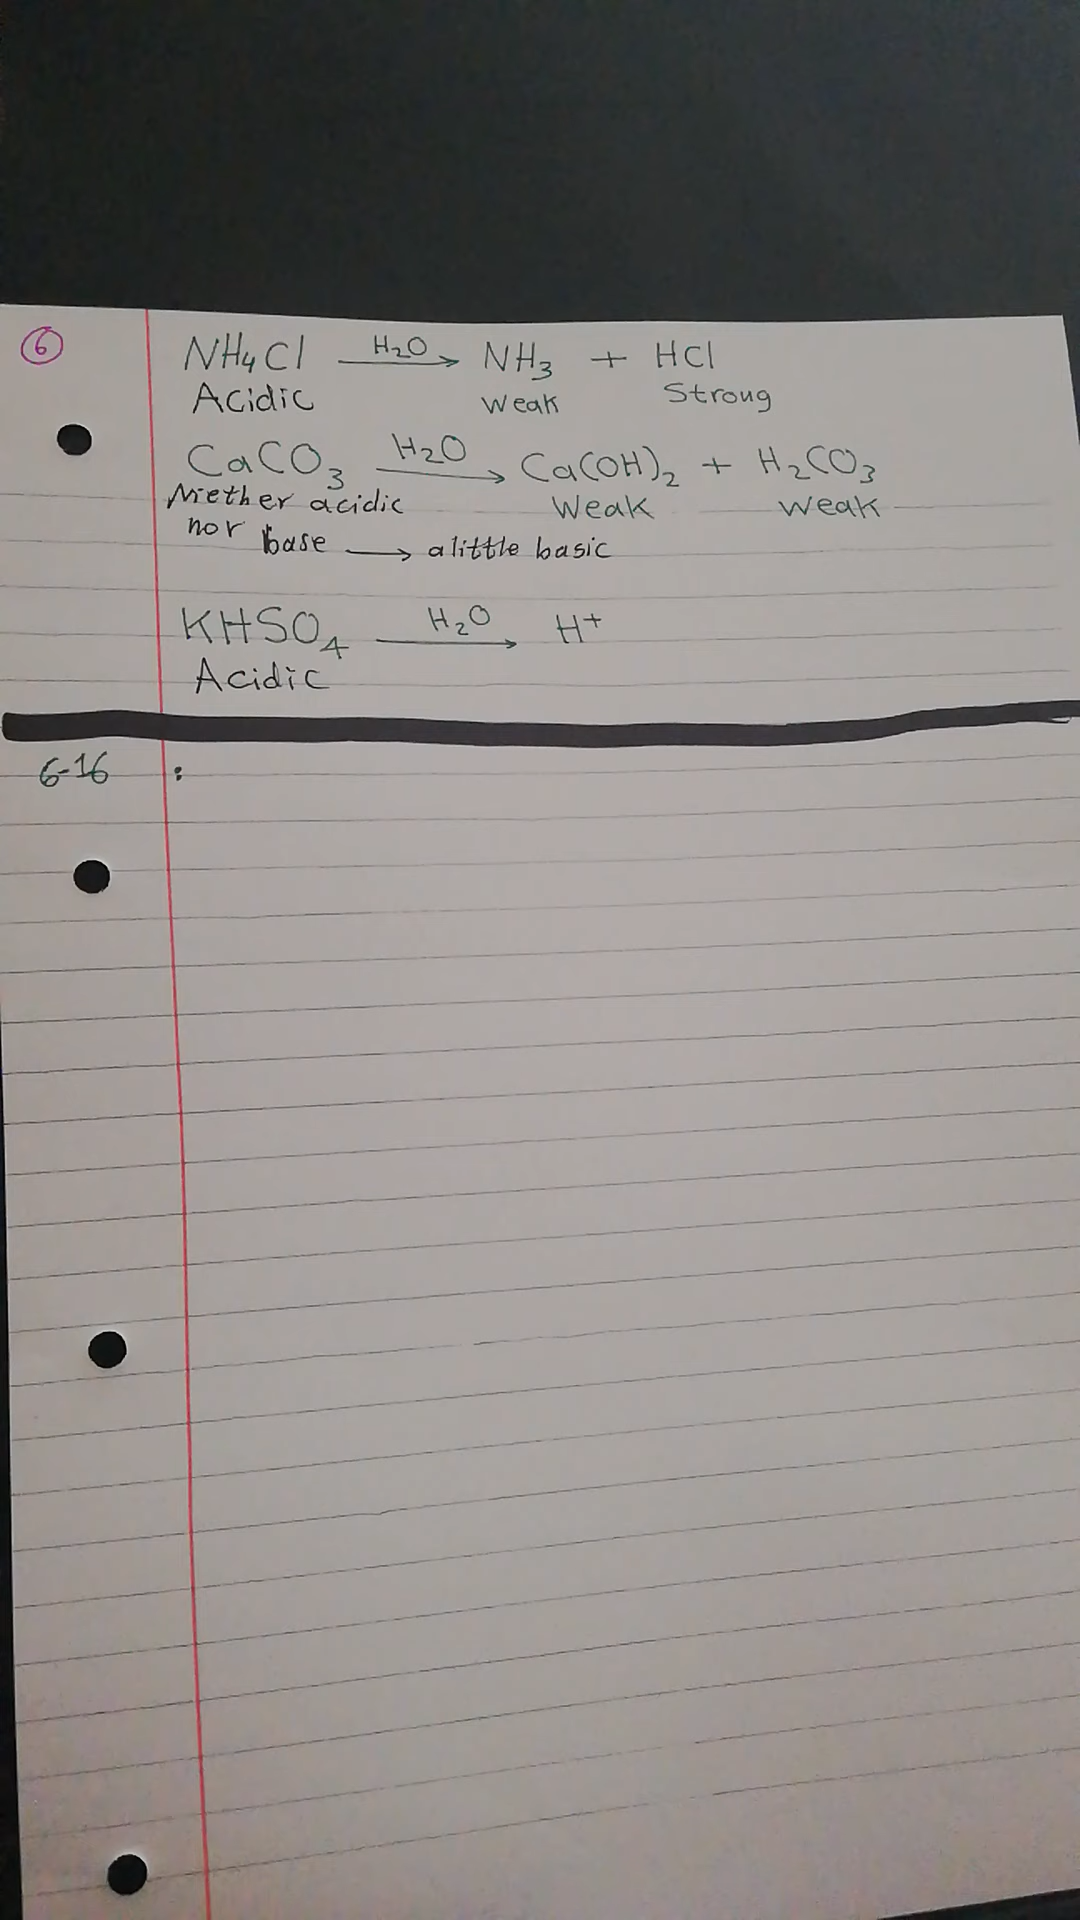 ⑥ NH₄Cl H₂O → NH₃ + HCl
Acidic weak Strong
CaCO₃ H₂O → Ca(OH)₂ + H₂CO₃
Niether acidic weak weak
nor base → a little basic
KHSO₄ H₂O → H⁺
Acidic
6-16 :